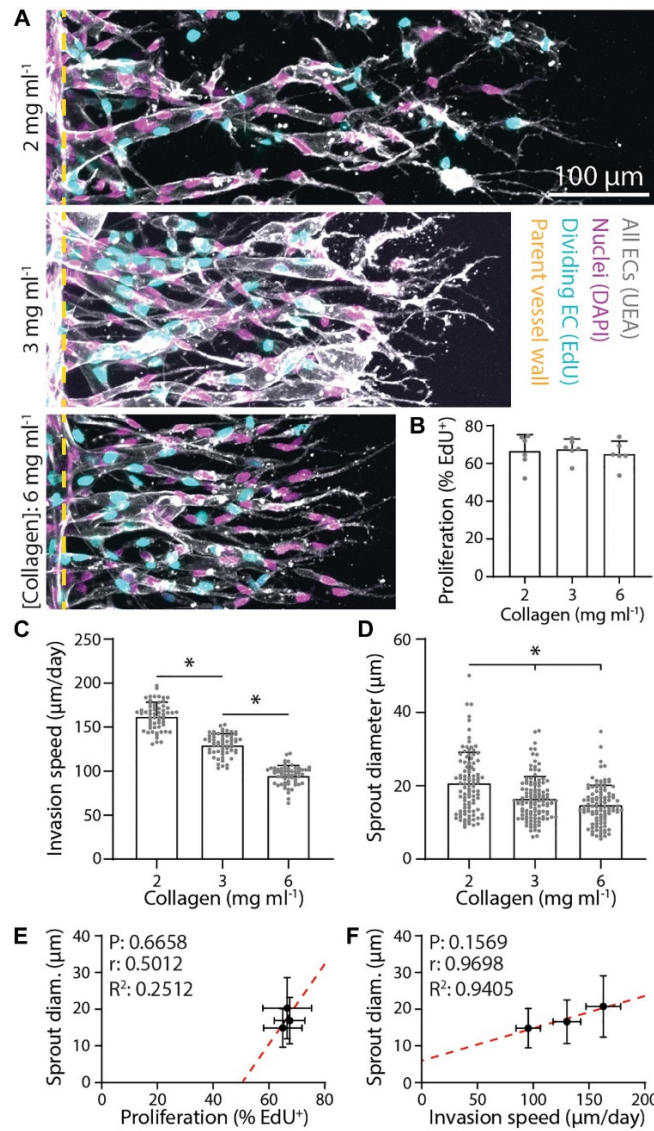 A
2 mg ml⁻¹
100 µm
3 mg ml⁻¹
All ECs (UEA)
Nuclei (DAPI)
Dividing EC (EdU)
Parent vessel wall
[Collagen]: 6 mg ml⁻¹
B
Proliferation (% EdU⁺)
80
60
40
20
0
2 3 6
Collagen (mg ml⁻¹)
C
Invasion speed (µm/day)
250
200
150
100
50
0
* *
2 3 6
Collagen (mg ml⁻¹)
D
Sprout diameter (µm)
60
40
20
0
*
2 3 6
Collagen (mg ml⁻¹)
E
Sprout diam. (µm)
40
30
20
10
0
P: 0.6658
r: 0.5012
R²: 0.2512
0 20 40 60 80
Proliferation (% EdU⁺)
F
Sprout diam. (µm)
40
30
20
10
0
P: 0.1569
r: 0.9698
R²: 0.9405
0 50 100 150 200
Invasion speed (µm/day)